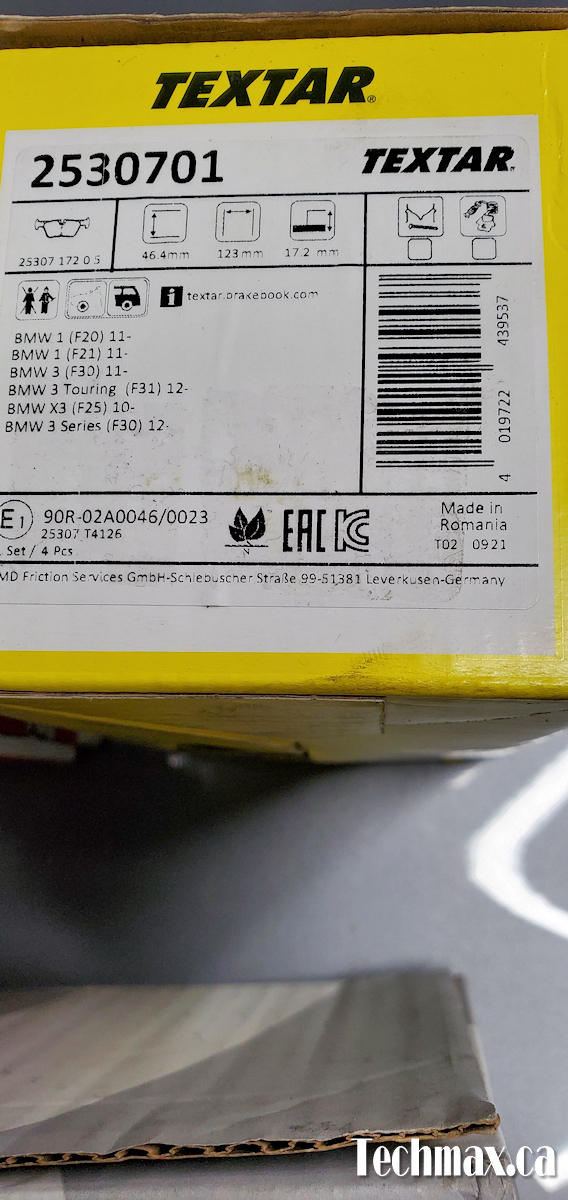 TEXTAR®
2530701
TEXTAR
25307 172 0 5
46.4mm
123 mm
17.2 mm
textar.brakebook.com
BMW 1 (F20) 11-
BMW 1 (F21) 11-
BMW 3 (F30) 11-
BMW 3 Touring (F31) 12-
BMW X3 (F25) 10-
BMW 3 Series (F30) 12-
4 019722 439537
E1 90R-02A0046/0023
25307 T4126
Set / 4 Pcs
N
EAC
Made in
Romania
T02 0921
MD Friction Services GmbH-Schlebuscher Straße 99-51381 Leverkusen-Germany
Techmax.ca